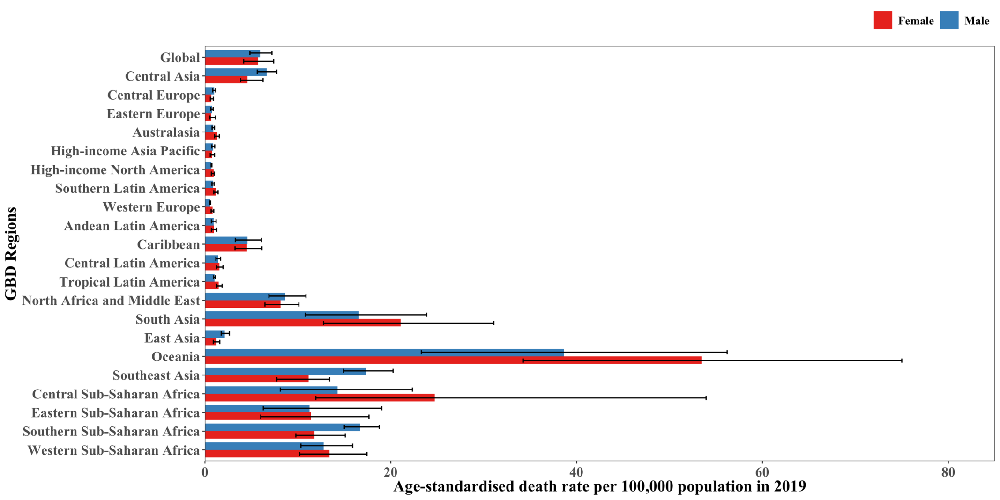 Female Male
Global
Central Asia
Central Europe
Eastern Europe
Australasia
High-income Asia Pacific
High-income North America
Southern Latin America
Western Europe
Andean Latin America
Caribbean
Central Latin America
Tropical Latin America
North Africa and Middle East
South Asia
East Asia
Oceania
Southeast Asia
Central Sub-Saharan Africa
Eastern Sub-Saharan Africa
Southern Sub-Saharan Africa
Western Sub-Saharan Africa
GBD Regions
0 20 40 60 80
Age-standardised death rate per 100,000 population in 2019